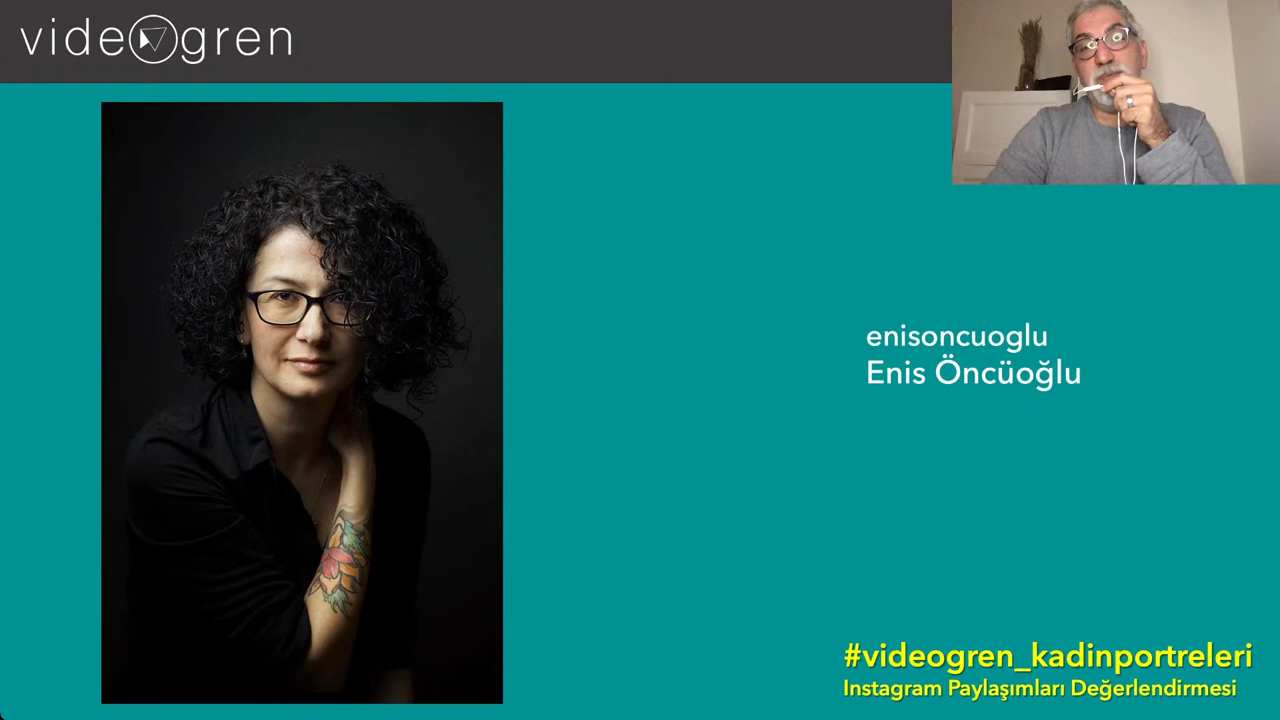 videogren
enisoncuoglu
Enis Öncüoğlu
#videogren_kadinportreleri
Instagram Paylaşımları Değerlendirmesi